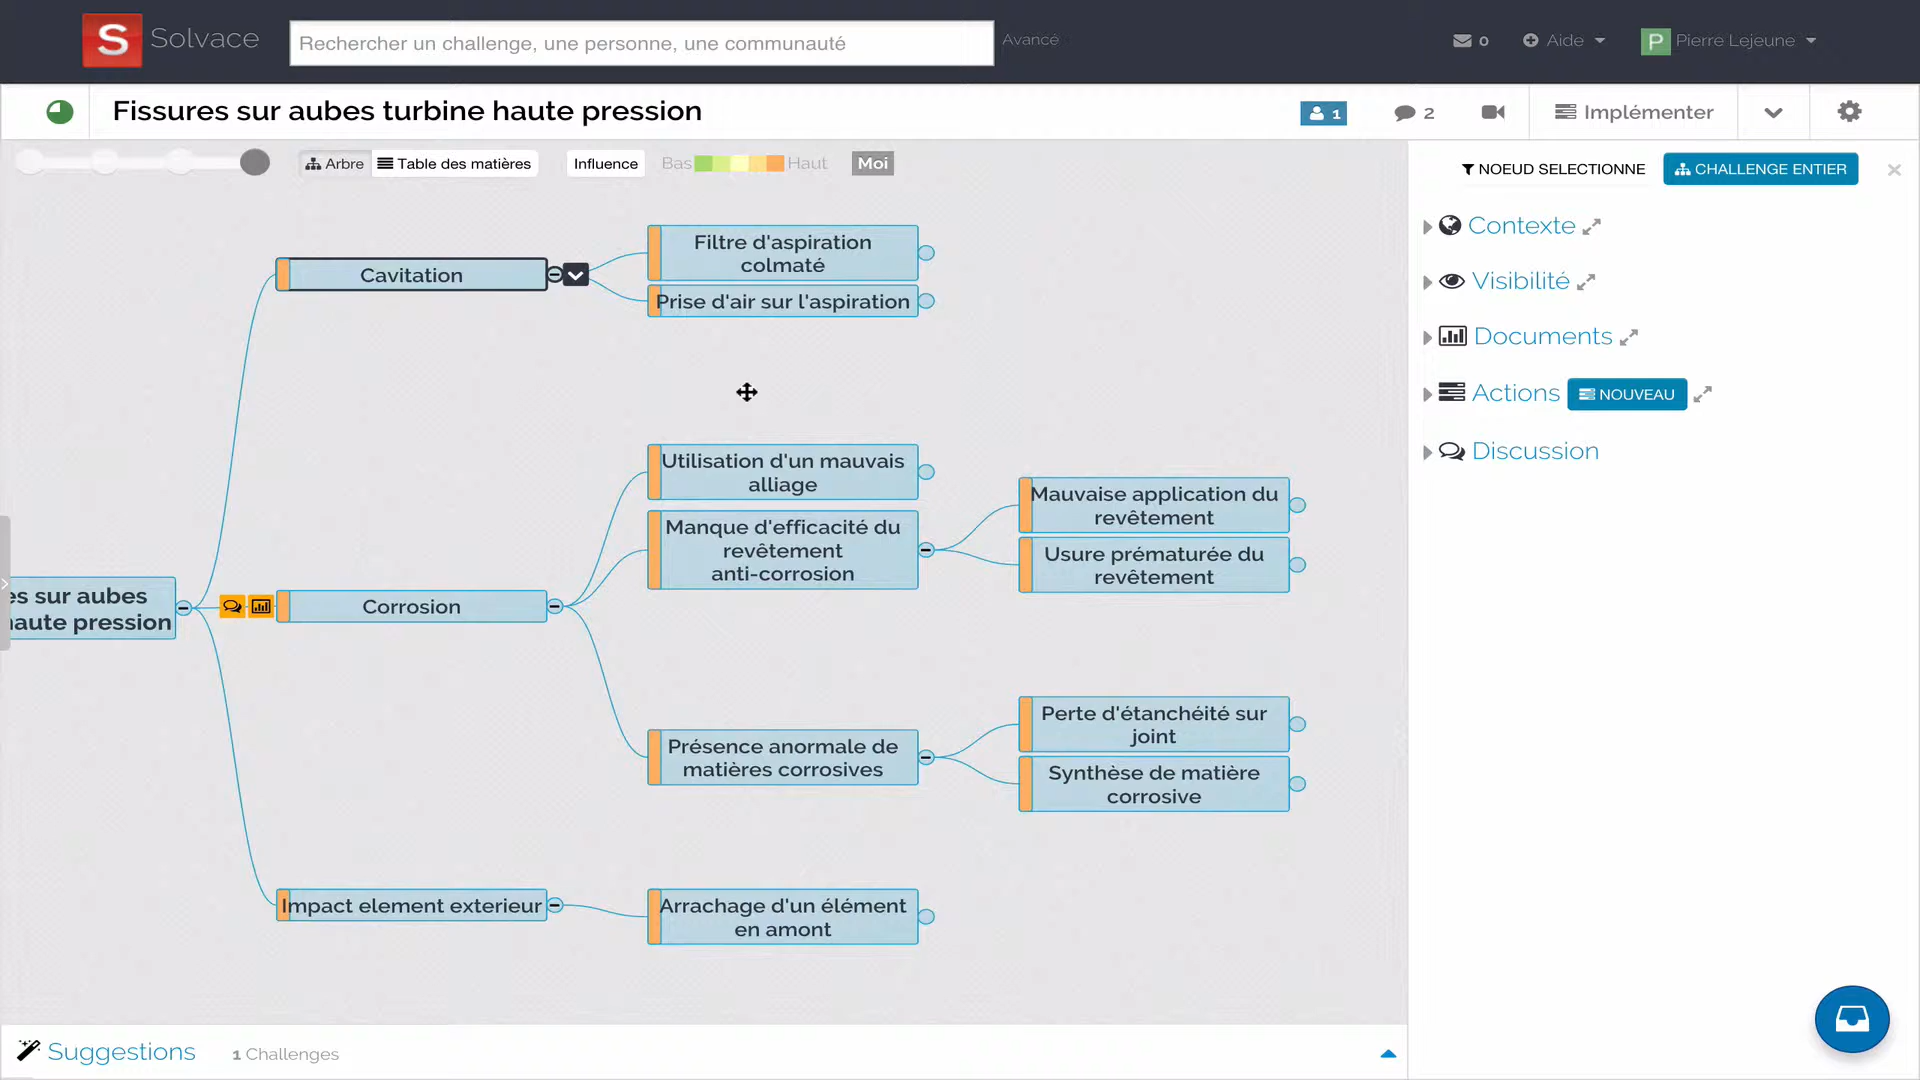 S Solvace
Rechercher un challenge, une personne, une communauté
Avancé
0
Aide
P Pierre Lejeune
Fissures sur aubes turbine haute pression
1
2
Implémenter
Arbre
Table des matières
Influence
Bas
Haut
Moi
NOEUD SELECTIONNE
CHALLENGE ENTIER
Contexte
Visibilité
Documents
Actions
NOUVEAU
Discussion
Cavitation
Filtre d'aspiration
colmaté
Prise d'air sur l'aspiration
Utilisation d'un mauvais
alliage
Manque d'efficacité du
revêtement
anti-corrosion
Mauvaise application du
revêtement
Usure prématurée du
revêtement
es sur aubes
haute pression
Corrosion
Présence anormale de
matières corrosives
Perte d'étanchéité sur
joint
Synthèse de matière
corrosive
Impact element exterieur
Arrachage d'un élément
en amont
Suggestions
1 Challenges